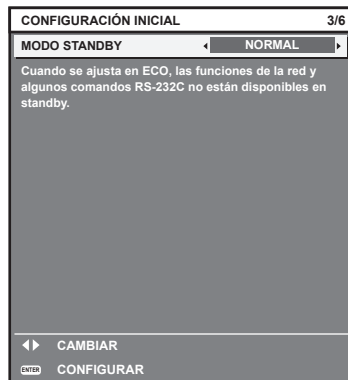 CONFIGURACIÓN INICIAL 3/6
MODO STANDBY NORMAL
Cuando se ajusta en ECO, las funciones de la red y
algunos comandos RS-232C no están disponibles en
standby.
CAMBIAR
ENTER CONFIGURAR